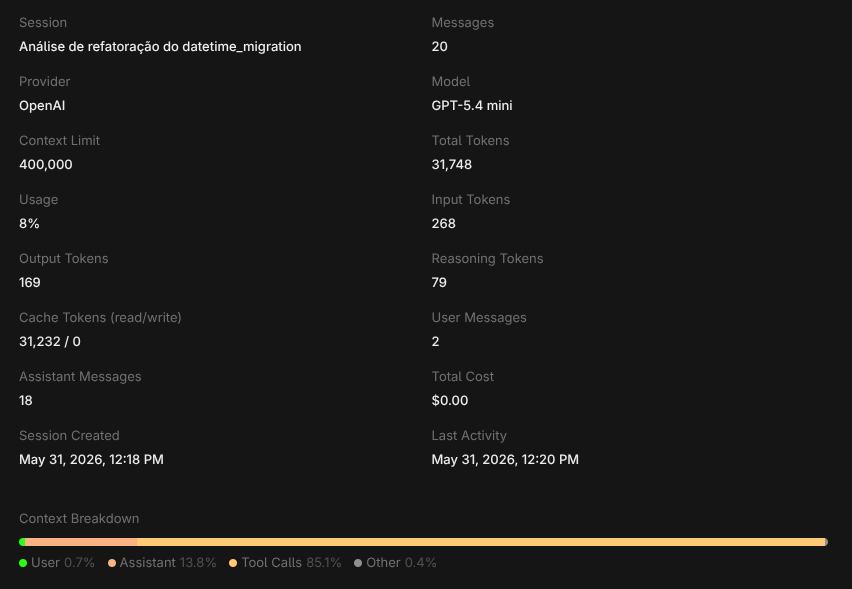 Session
Messages
Análise de refatoração do datetime_migration
20
Provider
Model
OpenAI
GPT-5.4 mini
Context Limit
Total Tokens
400,000
31,748
Usage
Input Tokens
8%
268
Output Tokens
Reasoning Tokens
169
79
Cache Tokens (read/write)
User Messages
31,232 / 0
2
Assistant Messages
Total Cost
18
$0.00
Session Created
Last Activity
May 31, 2026, 12:18 PM
May 31, 2026, 12:20 PM
Context Breakdown
User 0.7% Assistant 13.8% Tool Calls 85.1% Other 0.4%